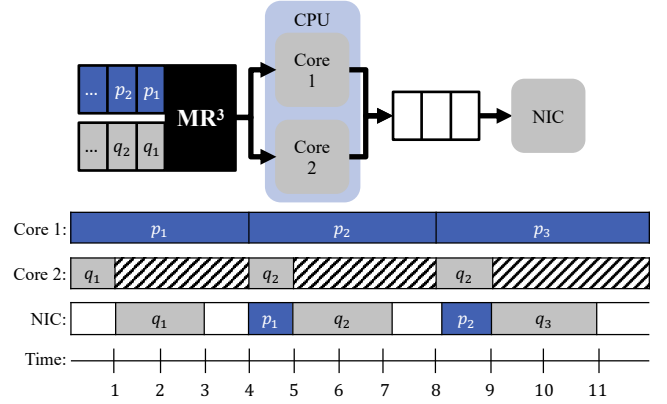 CPU
... p₂ p₁
MR³
... q₂ q₁
Core 1
Core 2
NIC
Core 1: p₁ p₂ p₃
Core 2: q₁ q₂ q₂
NIC: q₁ p₁ q₂ p₂ q₃
Time:
1 2 3 4 5 6 7 8 9 10 11